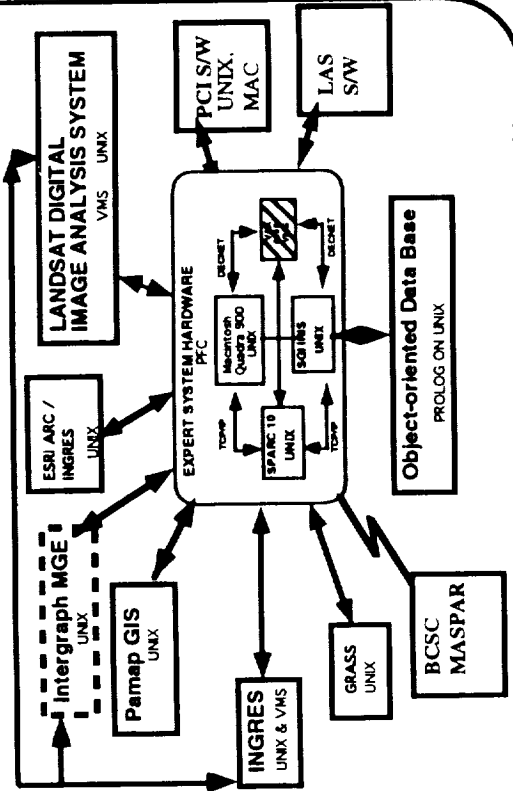 LANDSAT DIGITAL
IMAGE ANALYSIS SYSTEM
VMS UNIX
PCI S/W
UNIX,
MAC
LAS
S/W
ESRI ARC /
INGRES
UNIX
Intergraph MGE
UNIX
Pamap GIS
UNIX
INGRES
UNIX & VMS
GRASS
UNIX
BCSC
MASPAR
EXPERT SYSTEM HARDWARE
PFC
DECNET
Macintosh
Quadra 900
UNIX
DECNET
SGI IRIS
UNIX
TCP/IP
SPARC 10
UNIX
TCP/IP
Object-oriented Data Base
PROLOG ON UNIX